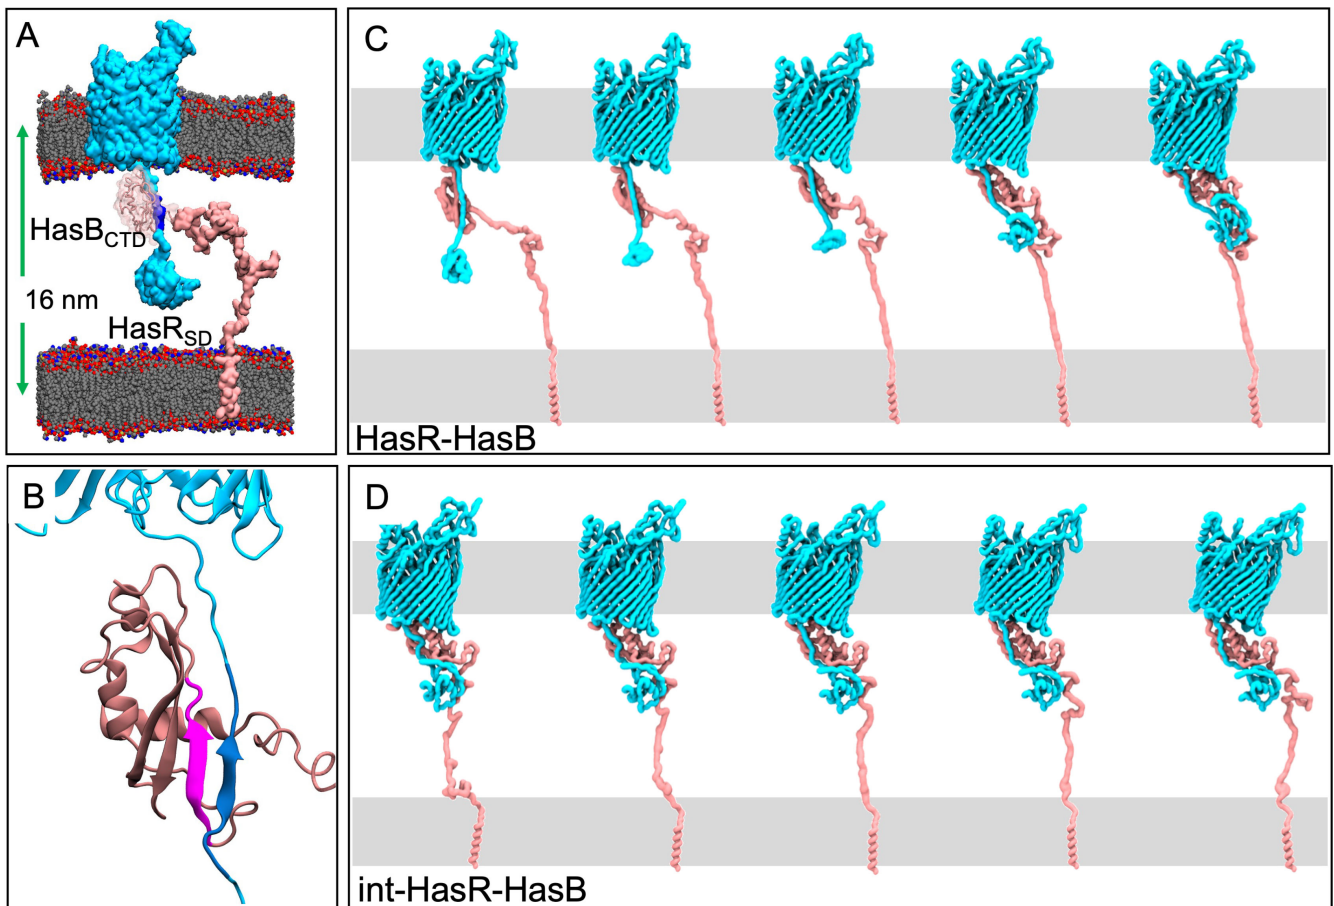 A
HasB CTD
16 nm
HasR SD
C
HasR-HasB
B
D
int-HasR-HasB